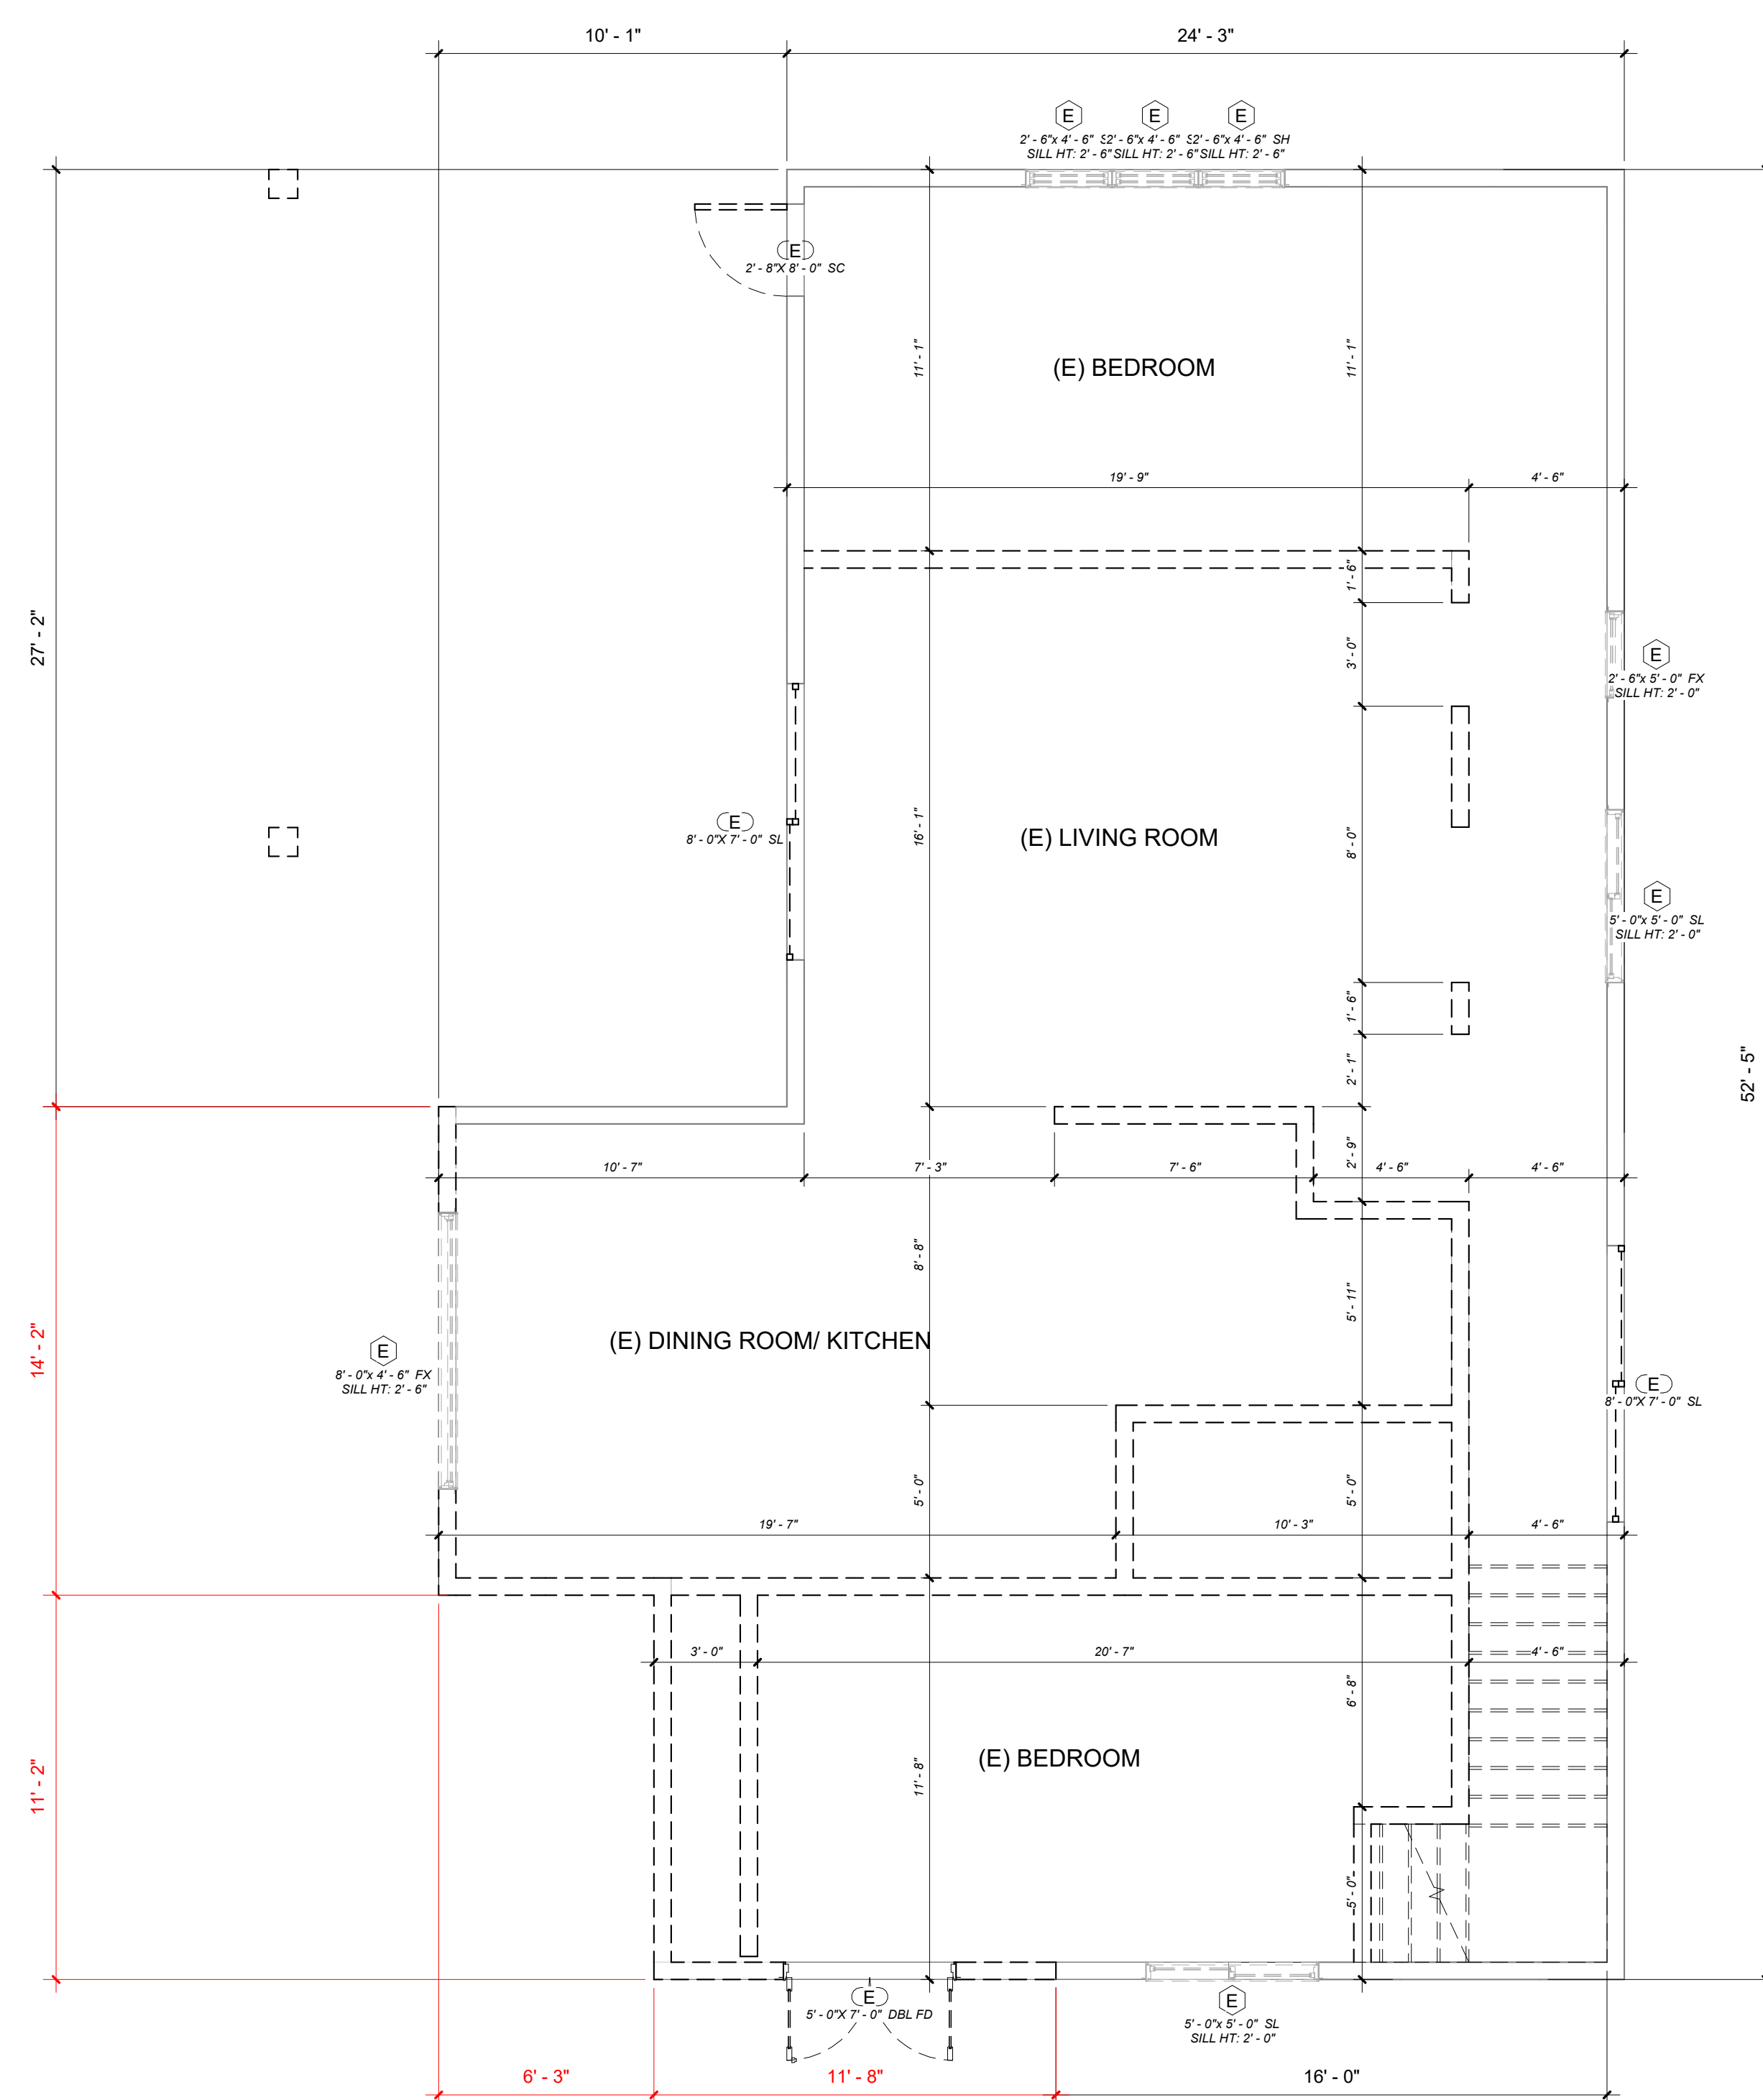 10' - 1"
24' - 3"
E
E
E
2' - 6"x 4' - 6" S2' - 6"x 4' - 6" S2' - 6"x 4' - 6" SH
SILL HT: 2' - 6" SILL HT: 2' - 6" SILL HT: 2' - 6"
E
2' - 8"X 8' - 0" SC
11' - 1"
11' - 1"
(E) BEDROOM
19' - 9"
4' - 6"
27' - 2"
1' - 6"
3' - 0"
E
2' - 6"x 5' - 0" FX
SILL HT: 2' - 0"
E
8' - 0"X 7' - 0" SL
16' - 1"
(E) LIVING ROOM
8' - 0"
E
5' - 0"x 5' - 0" SL
SILL HT: 2' - 0"
1' - 6"
2' - 1"
52' - 5"
2' - 9"
10' - 7"
7' - 3"
7' - 6"
4' - 6"
4' - 6"
8' - 8"
5' - 11"
14' - 2"
(E) DINING ROOM/ KITCHEN
E
8' - 0"x 4' - 6" FX
SILL HT: 2' - 6"
E
8' - 0"X 7' - 0" SL
5' - 0"
5' - 0"
19' - 7"
10' - 3"
4' - 6"
3' - 0"
20' - 7"
4' - 6"
6' - 8"
11' - 2"
11' - 8"
(E) BEDROOM
5' - 0"
E
5' - 0"X 7' - 0" DBL FD
E
5' - 0"x 5' - 0" SL
SILL HT: 2' - 0"
6' - 3"
11' - 8"
16' - 0"